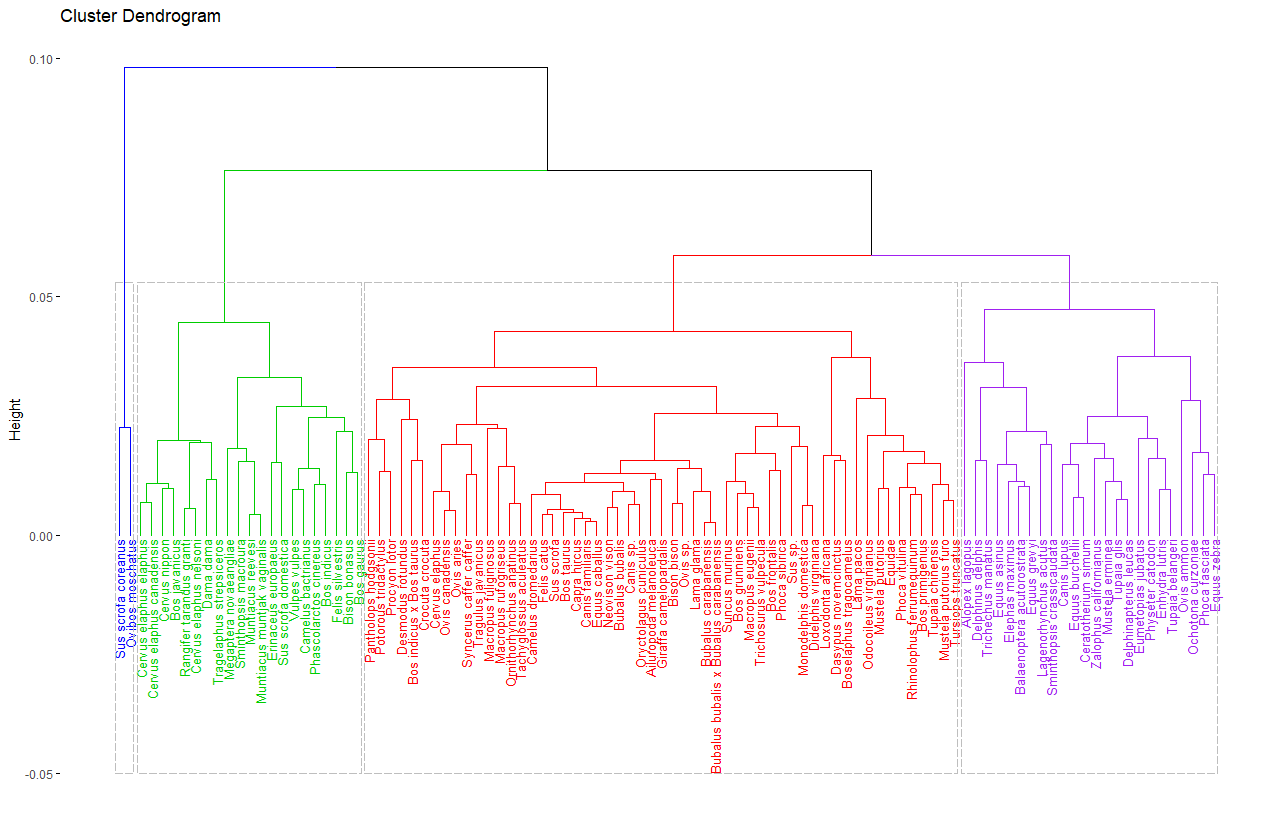 Cluster Dendrogram
Height
0.10
0.05
0.00
-0.05
Sus scrofa coreanus
Ovibos moschatus
Cervus elaphus elaphus
Cervus elaphus canadensis
Cervus nippon
Bos javanicus
Rangifer tarandus granti
Cervus elaphus nelsoni
Dama dama
Tragelaphus strepsiceros
Megaptera novaeangliae
Sminthopsis macroura
Muntiacus reevesi
Muntiacus muntjak vaginalis
Erinaceus europaeus
Sus scrofa domestica
Vulpes vulpes
Camelus bactrianus
Phascolarctos cinereus
Bos indicus
Felis silvestris
Bison bonasus
Bos gaurus
Pantholops hodgsonii
Potorous tridactylus
Procyon lotor
Desmodus rotundus
Bos indicus x Bos taurus
Crocuta crocuta
Cervus elaphus
Ovis canadensis
Ovis aries
Syncerus caffer caffer
Tragulus javanicus
Macropus fuliginosus
Macropus rufogriseus
Ornithorhynchus anatinus
Tachyglossus aculeatus
Camelus dromedarius
Felis catus
Sus scrofa
Bos taurus
Capra hircus
Canis familiaris
Equus caballus
Neovison vison
Bubalus bubalis
Canis sp.
Oryctolagus cuniculus
Ailuropoda melanoleuca
Giraffa camelopardalis
Bison bison
Ovis sp.
Lama glama
Bubalus carabanensis
Bubalus bubalis x Bubalus carabanensis
Suncus murinus
Bos grunniens
Macropus eugenii
Trichosurus vulpecula
Bos frontalis
Phoca sibirica
Sus sp.
Monodelphis domestica
Didelphis virginiana
Loxodonta africana
Dasypus novemcinctus
Boselaphus tragocamelus
Lama pacos
Odocoileus virginianus
Mustela putorius
Equidae
Phoca vitulina
Rhinolophus ferrumequinum
Bos primigenius
Tupaia chinensis
Mustela putorius furo
Tursiops truncatus
Alopex lagopus
Delphinus delphis
Trichechus manatus
Equus asinus
Elephas maximus
Balaenoptera acutorostrata
Equus grevyi
Lagenorhynchus acutus
Sminthopsis crassicaudata
Canis lupus
Equus burchellii
Ceratotherium simum
Zalophus californianus
Mustela erminea
Tupaia glis
Delphinapterus leucas
Eumetopias jubatus
Physeter catodon
Enhydra lutris
Tupaia belangeri
Ovis ammon
Ochotona curzoniae
Phoca fasciata
Equus zebra